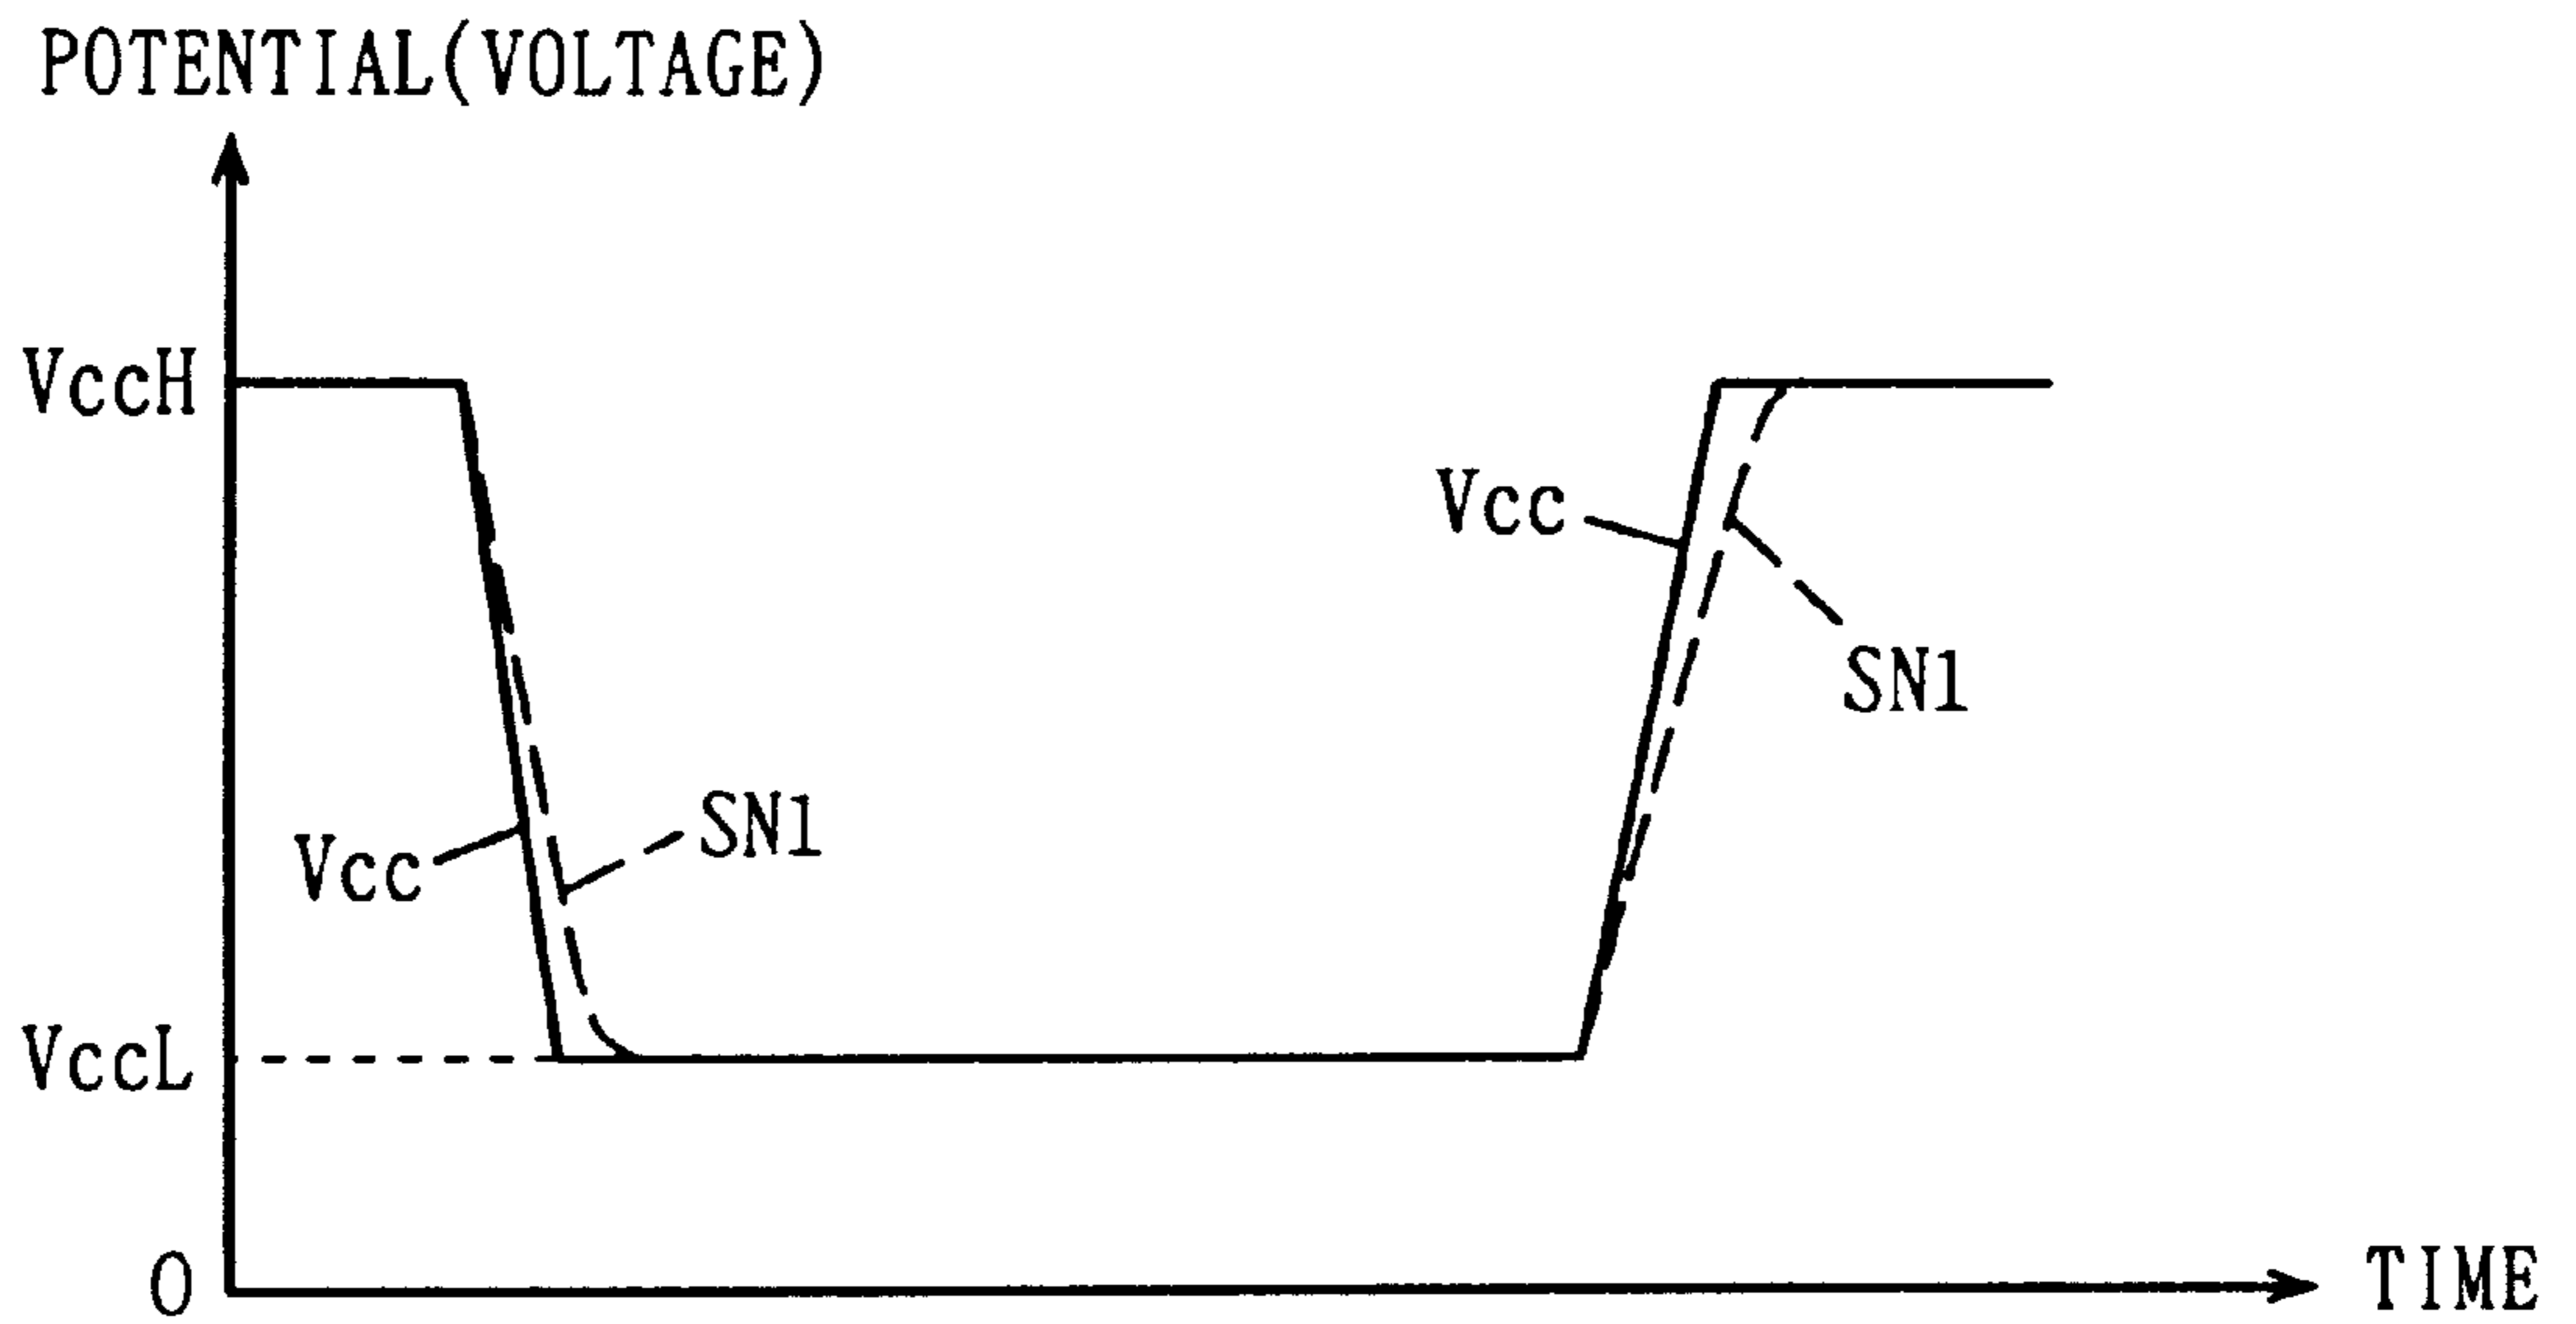 POTENTIAL(VOLTAGE)
VccH
Vcc
SN1
SN1
Vcc
VccL
0
TIME